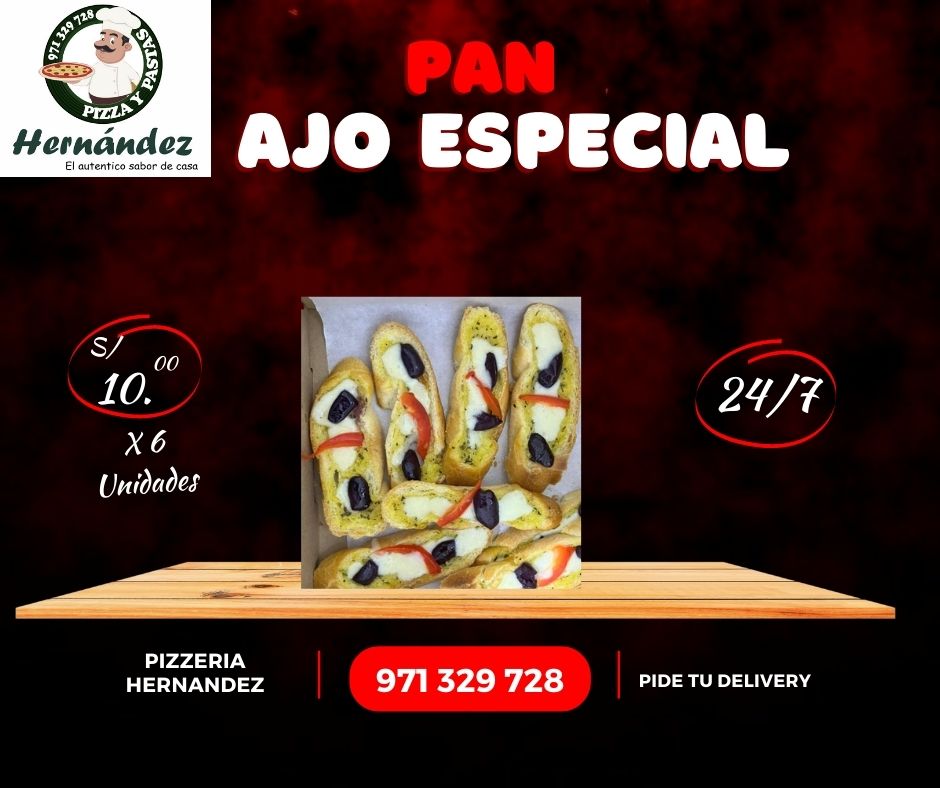 971 329 728
PIZZA Y PASTAS
Hernández
El autentico sabor de casa
PAN
AJO ESPECIAL
S/
10.00
X 6
Unidades
24/7
PIZZERIA
HERNANDEZ
971 329 728
PIDE TU DELIVERY